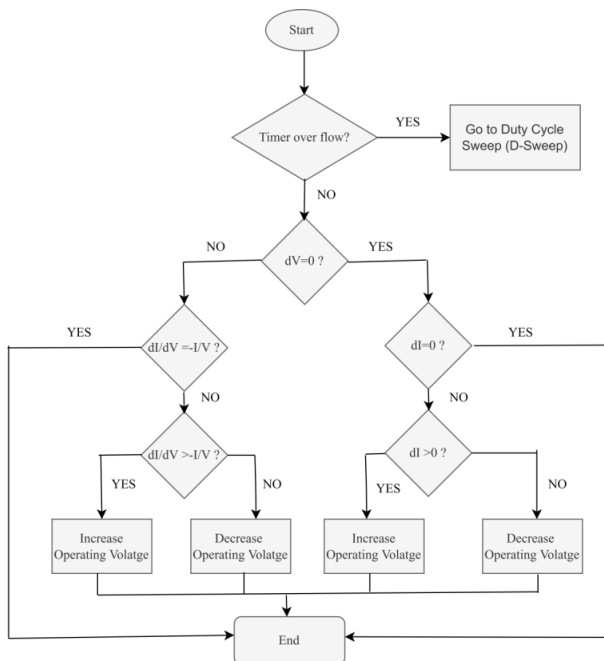 Start
Timer over flow?
YES
Go to Duty Cycle
Sweep (D-Sweep)
NO
NO
dV=0 ?
YES
YES
dI/dV =-I/V ?
dI=0 ?
YES
NO
NO
dI/dV >-I/V ?
dI >0 ?
YES
NO
YES
NO
Increase
Operating Volatge
Decrease
Operating Volatge
Increase
Operating Volatge
Decrease
Operating Volatge
End